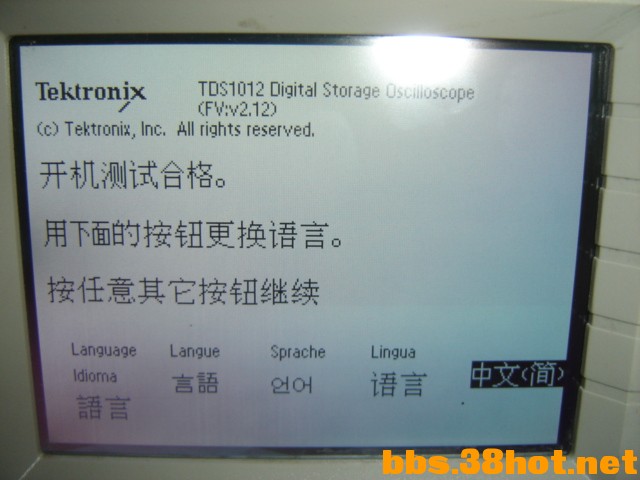 Tektronix TDS1012 Digital Storage Oscilloscope
(FV:v2.12)
(c) Tektronix, Inc. All rights reserved.
开机测试合格。
用下面的按钮更换语言。
按任意其它按钮继续
Language Langue Sprache Lingua
Idioma 言語 언어 语言 中文(简)
語言
bbs.38hot.net